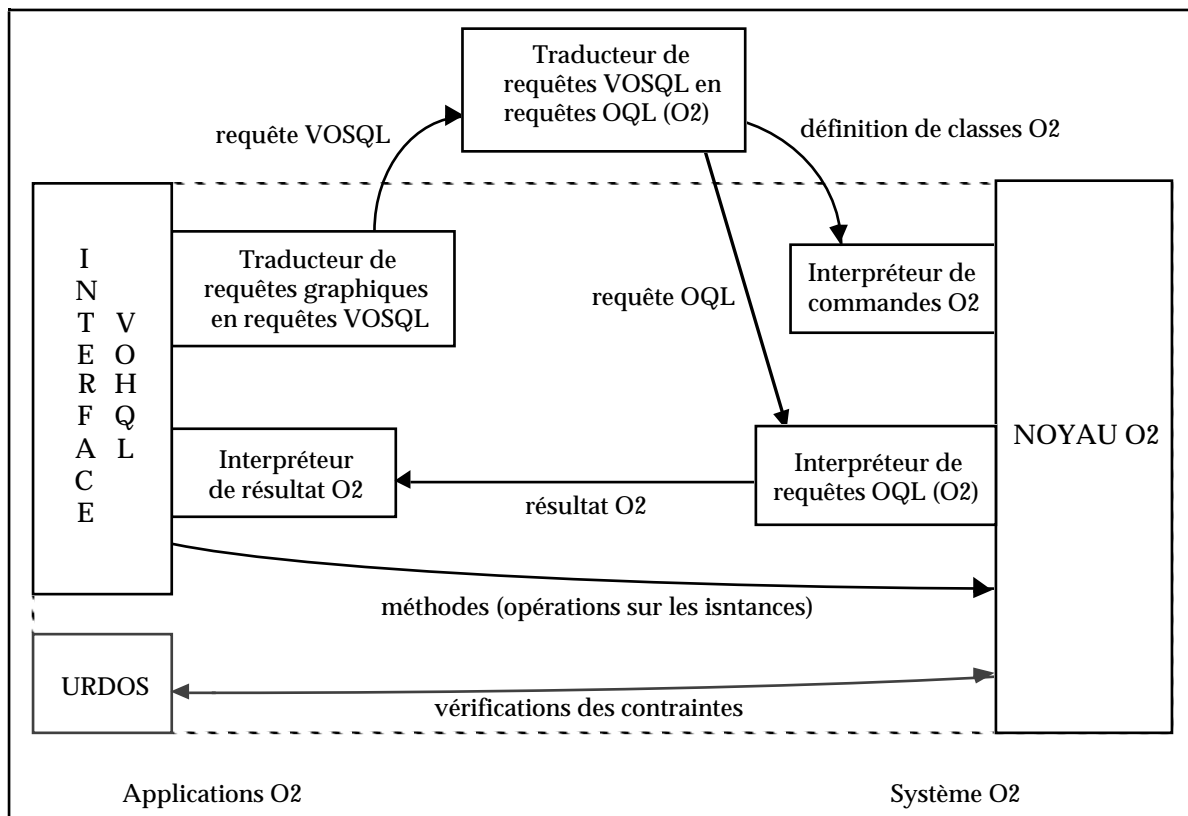 Traducteur de
requêtes VOSQL en
requêtes OQL (O2)
requête VOSQL
définition de classes O2
INTERFACE
VOHQL
Traducteur de
requêtes graphiques
en requêtes VOSQL
Interpréteur de
commandes O2
requête OQL
NOYAU O2
Interpréteur
de résultat O2
Interpréteur de
requêtes OQL (O2)
résultat O2
méthodes (opérations sur les isntances)
URDOS
vérifications des contraintes
Applications O2
Système O2